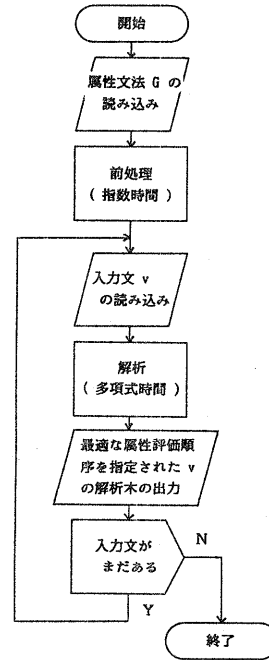 開始
属性文法 G の
読み込み
前処理
( 指数時間 )
入力文 v
の読み込み
解析
( 多項式時間 )
最適な属性評価順
序を指定された v
の解析木の出力
入力文が
まだある
N
Y
終了